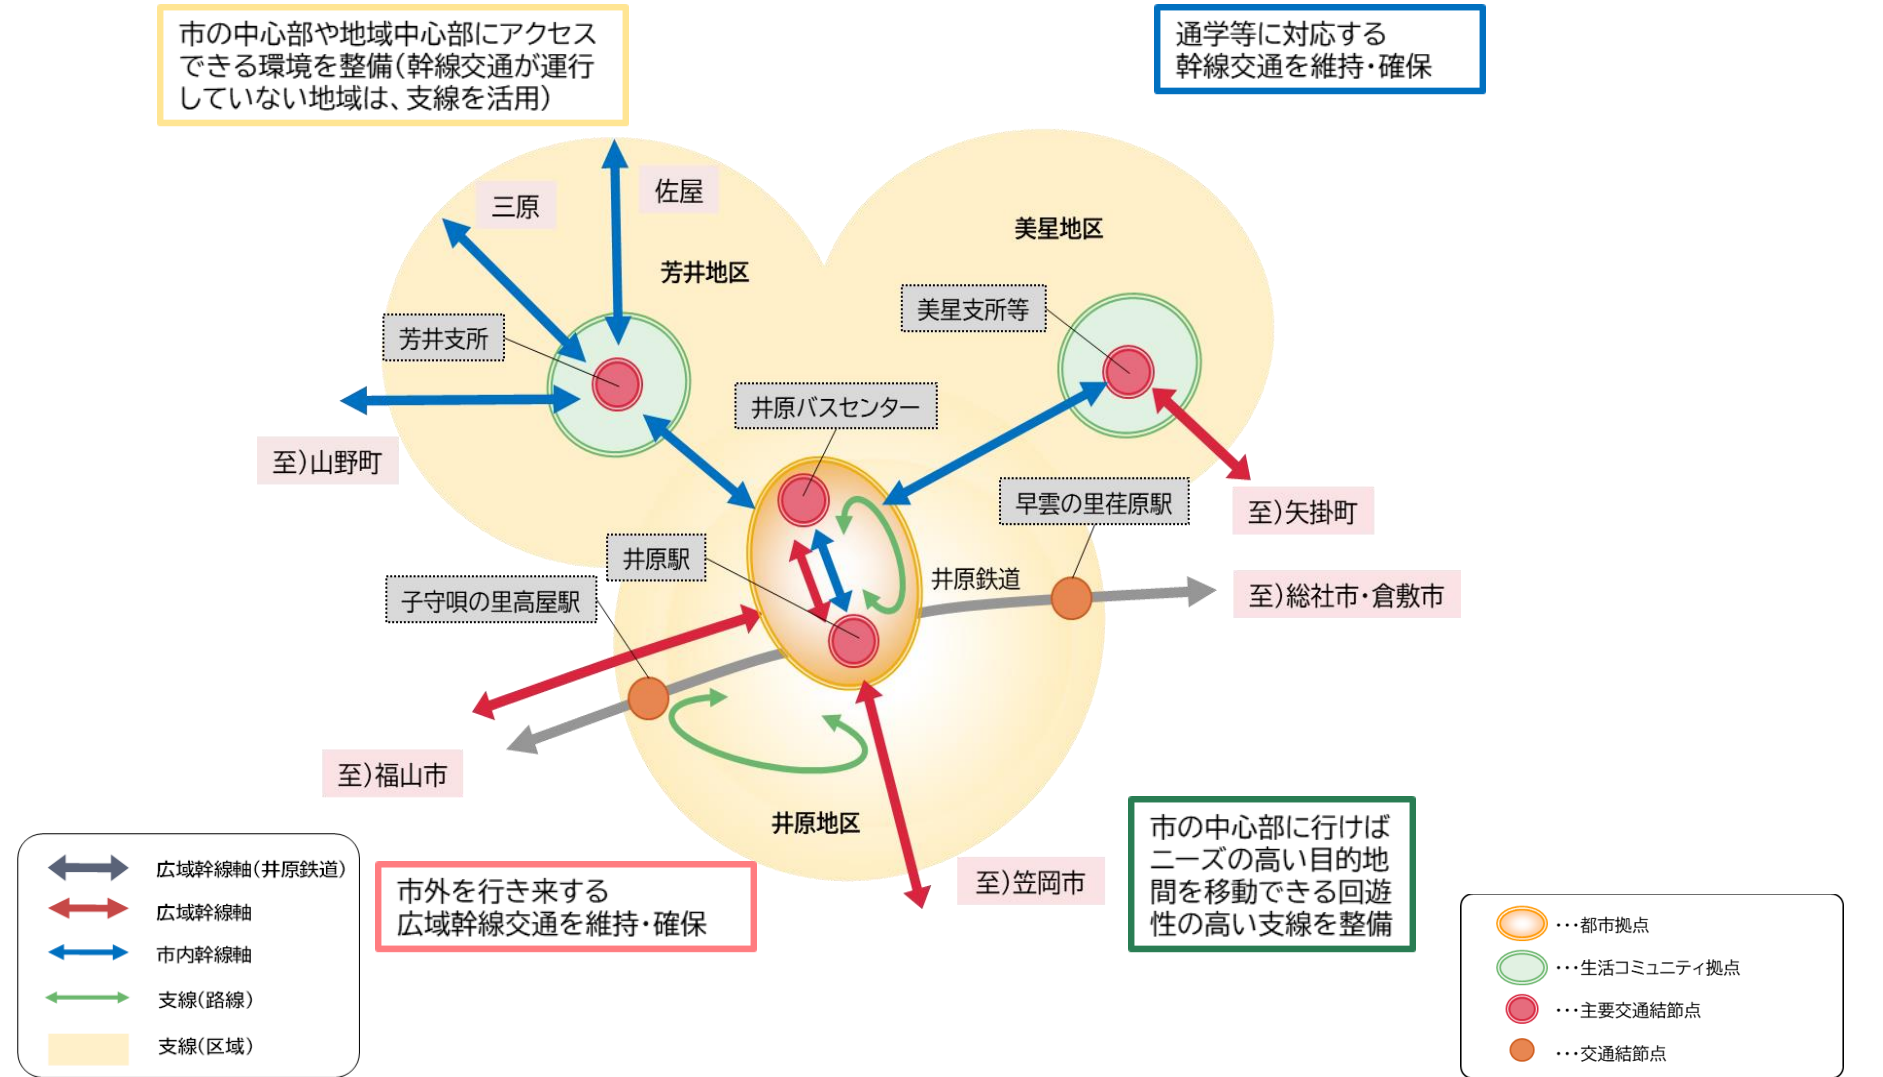 市の中心部や地域中心部にアクセス
できる環境を整備(幹線交通が運行
していない地域は、支線を活用)
通学等に対応する
幹線交通を維持・確保
三原
佐屋
芳井地区
美星地区
芳井支所
美星支所等
井原バスセンター
至)山野町
早雲の里荏原駅
至)矢掛町
井原駅
井原鉄道
子守唄の里高屋駅
至)総社市・倉敷市
至)福山市
井原地区
至)笠岡市
市の中心部に行けば
ニーズの高い目的地
間を移動できる回遊
性の高い支線を整備
市外を行き来する
広域幹線交通を維持・確保
広域幹線軸(井原鉄道)
広域幹線軸
市内幹線軸
支線(路線)
支線(区域)
・・・都市拠点
・・・生活コミュニティ拠点
・・・主要交通結節点
・・・交通結節点